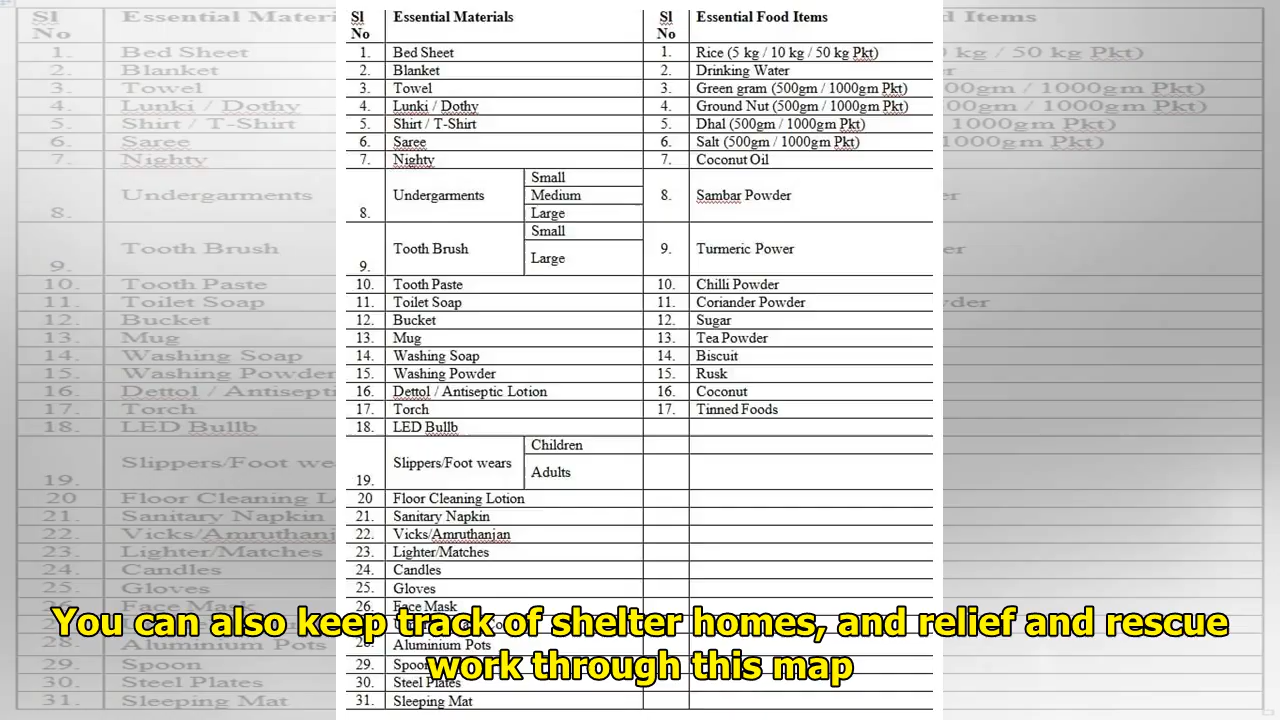 Sl No Essential Materials Sl No Essential Food Items
1. Bed Sheet 1. Rice (5 kg / 10 kg / 50 kg Pkt)
2. Blanket 2. Drinking Water
3. Towel 3. Green gram (500gm / 1000gm Pkt)
4. Lunki / Dothy 4. Ground Nut (500gm / 1000gm Pkt)
5. Shirt / T-Shirt 5. Dhal (500gm / 1000gm Pkt)
6. Saree 6. Salt (500gm / 1000gm Pkt)
7. Nighty 7. Coconut Oil
8. Undergarments Small Medium Large 8. Sambar Powder
9. Tooth Brush Small Large 9. Turmeric Power
10. Tooth Paste 10. Chilli Powder
11. Toilet Soap 11. Coriander Powder
12. Bucket 12. Sugar
13. Mug 13. Tea Powder
14. Washing Soap 14. Biscuit
15. Washing Powder 15. Rusk
16. Dettol / Antiseptic Lotion 16. Coconut
17. Torch 17. Tinned Foods
18. LED Bullb
19. Slippers/Foot wears Children Adults
20 Floor Cleaning Lotion
21. Sanitary Napkin
22. Vicks/Amruthanjan
23. Lighter/Matches
24. Candles
25. Gloves
26. Face Mask
28. Aluminium Pots
29. Spoon
30. Steel Plates
31. Sleeping Mat
You can also keep track of shelter homes, and relief and rescue
work through this map